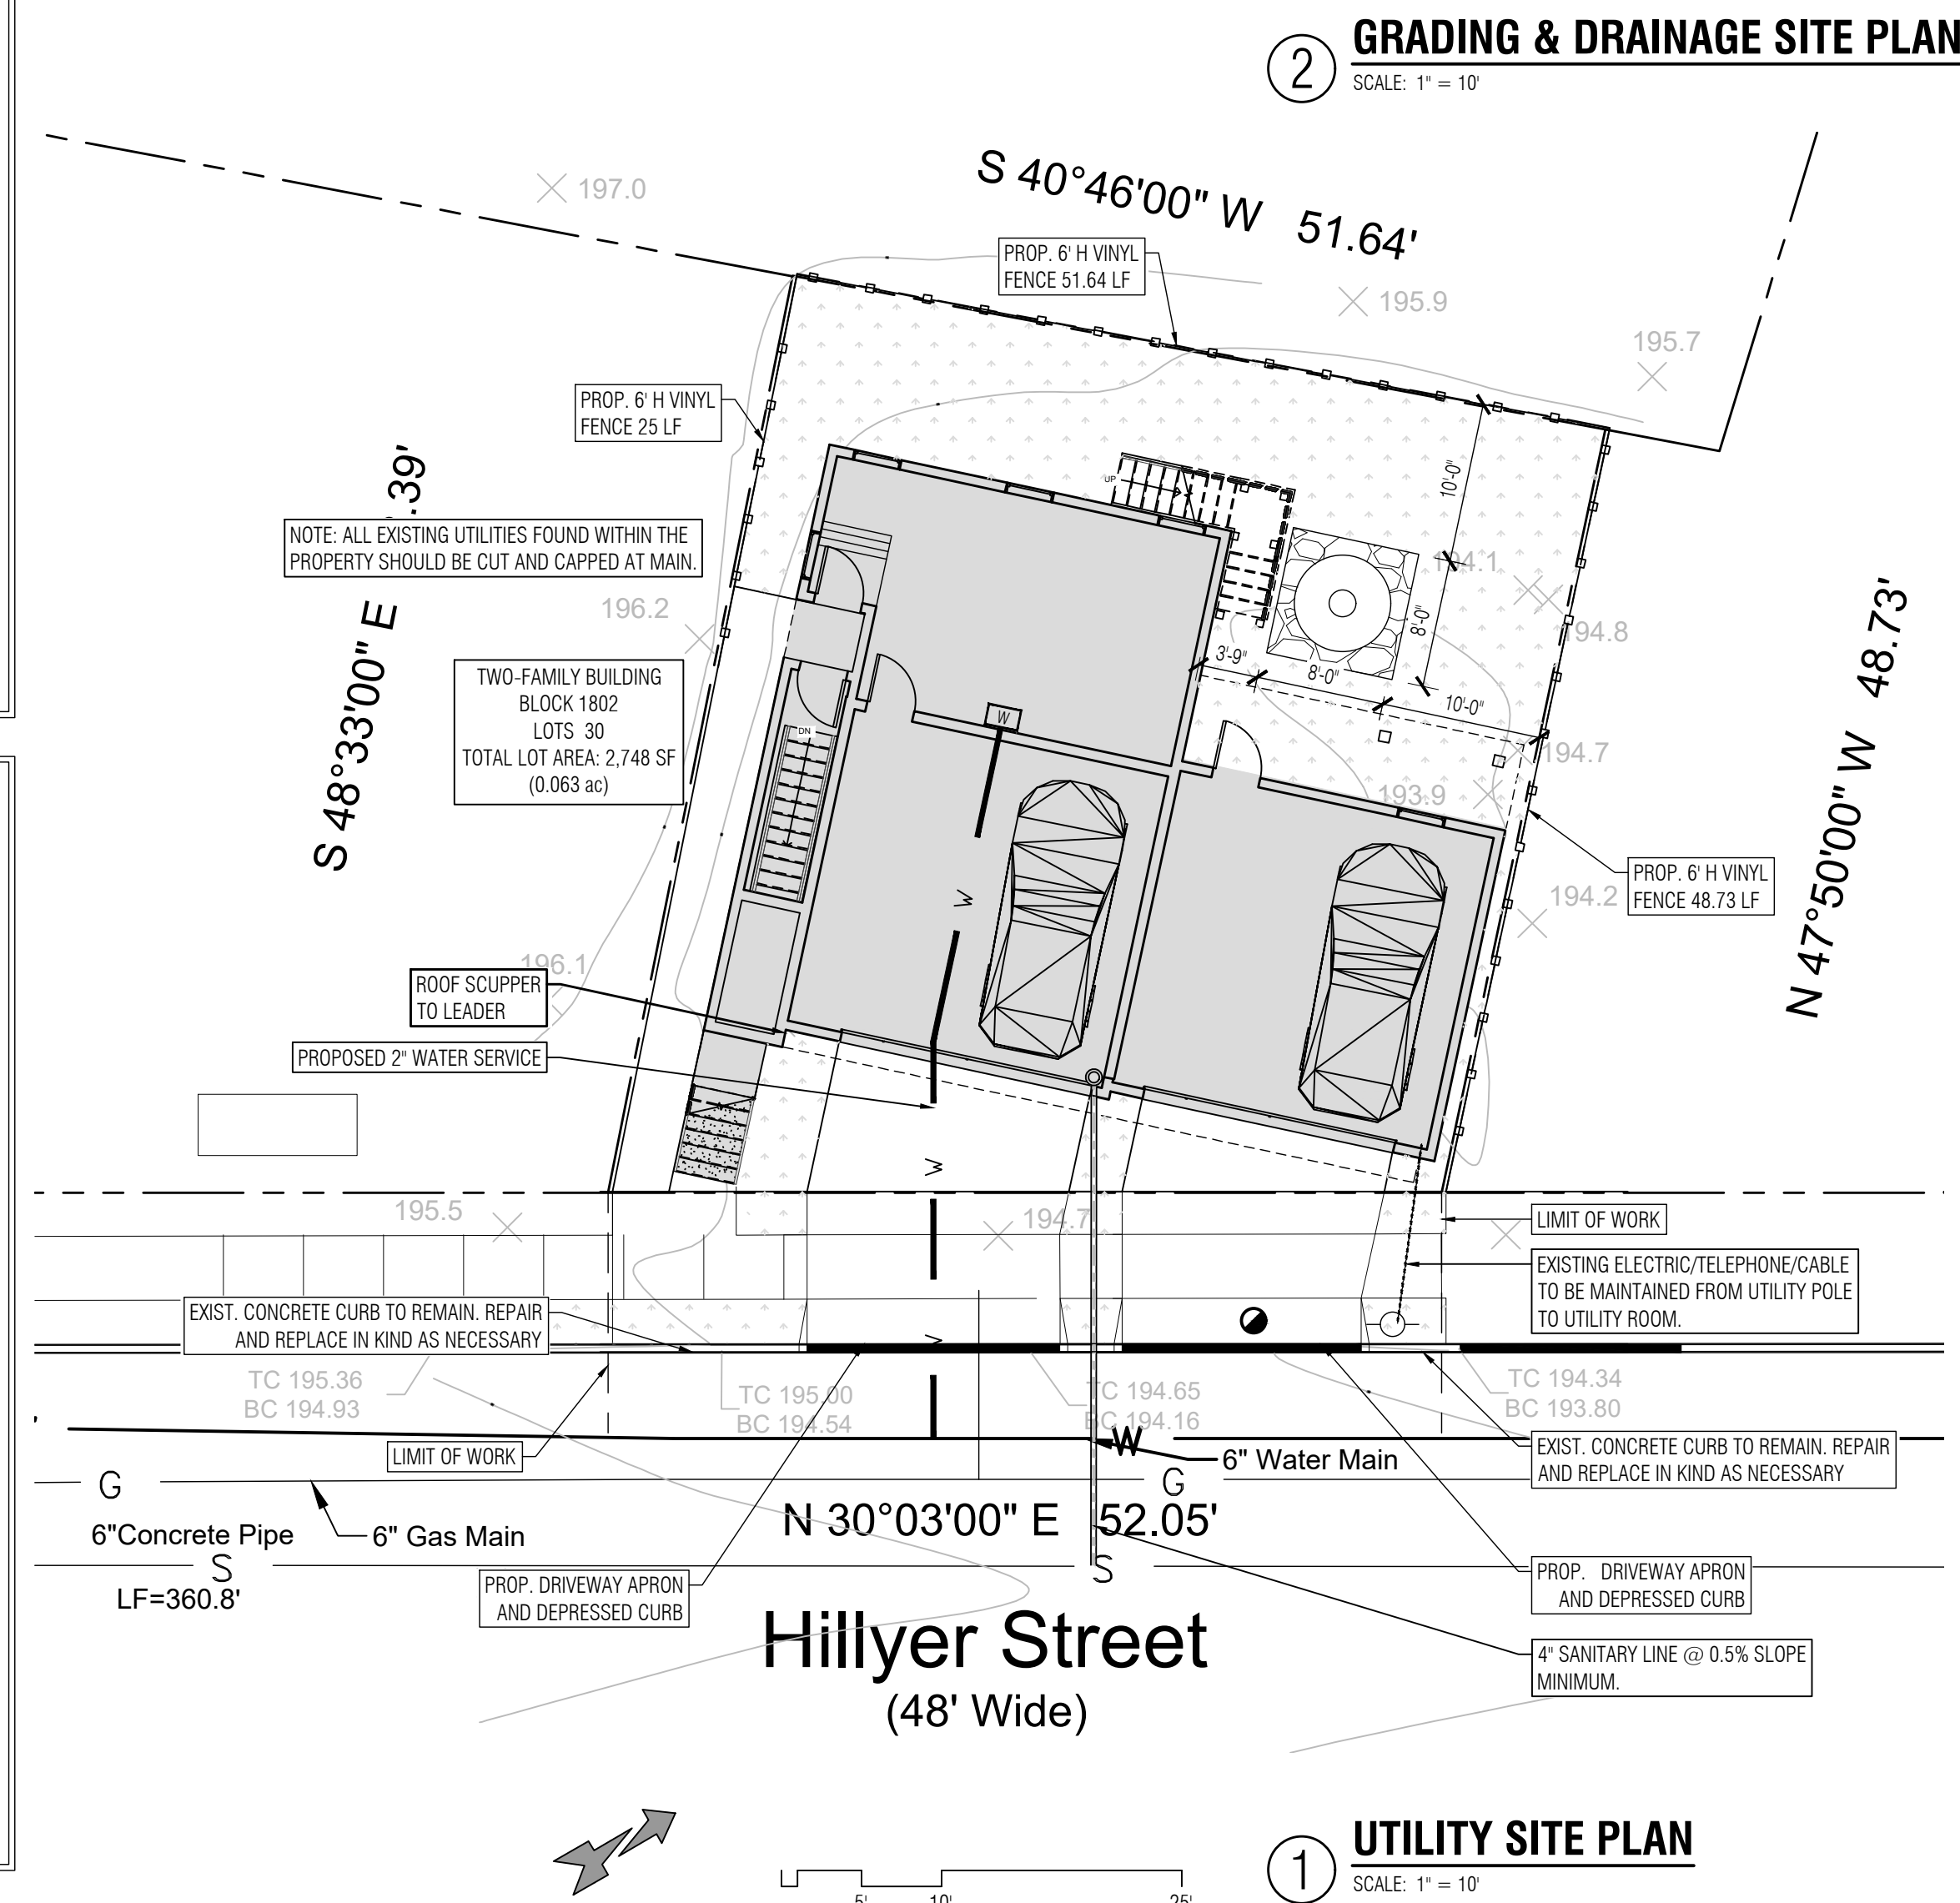 2
GRADING & DRAINAGE SITE PLAN
SCALE: 1" = 10'
197.0
S 40°46'00" W 51.64'
PROP. 6' H VINYL
FENCE 51.64 LF
195.9
195.7
PROP. 6' H VINYL
FENCE 25 LF
.39'
S 48°33'00" E
NOTE: ALL EXISTING UTILITIES FOUND WITHIN THE
PROPERTY SHOULD BE CUT AND CAPPED AT MAIN.
UP
10'-0"
194.1
196.2
8'-0"
194.8
N 47°50'00" W 48.73'
TWO-FAMILY BUILDING
BLOCK 1802
LOTS 30
TOTAL LOT AREA: 2,748 SF
(0.063 ac)
3'-9"
8'-0"
10'-0"
W
DN
194.7
193.9
PROP. 6' H VINYL
FENCE 48.73 LF
194.2
W
196.1
ROOF SCUPPER
TO LEADER
PROPOSED 2" WATER SERVICE
W
195.5
194.7
LIMIT OF WORK
EXISTING ELECTRIC/TELEPHONE/CABLE
TO BE MAINTAINED FROM UTILITY POLE
TO UTILITY ROOM.
EXIST. CONCRETE CURB TO REMAIN. REPAIR
AND REPLACE IN KIND AS NECESSARY
TC 195.36
BC 194.93
TC 195.00
BC 194.54
TC 194.65
BC 194.16
TC 194.34
BC 193.80
LIMIT OF WORK
W
6" Water Main
EXIST. CONCRETE CURB TO REMAIN. REPAIR
AND REPLACE IN KIND AS NECESSARY
G
G
N 30°03'00" E 52.05'
6"Concrete Pipe
6" Gas Main
S
S
LF=360.8'
PROP. DRIVEWAY APRON
AND DEPRESSED CURB
PROP. DRIVEWAY APRON
AND DEPRESSED CURB
Hillyer Street
(48' Wide)
4" SANITARY LINE @ 0.5% SLOPE
MINIMUM.
1
UTILITY SITE PLAN
SCALE: 1" = 10'
5'
10'
25'